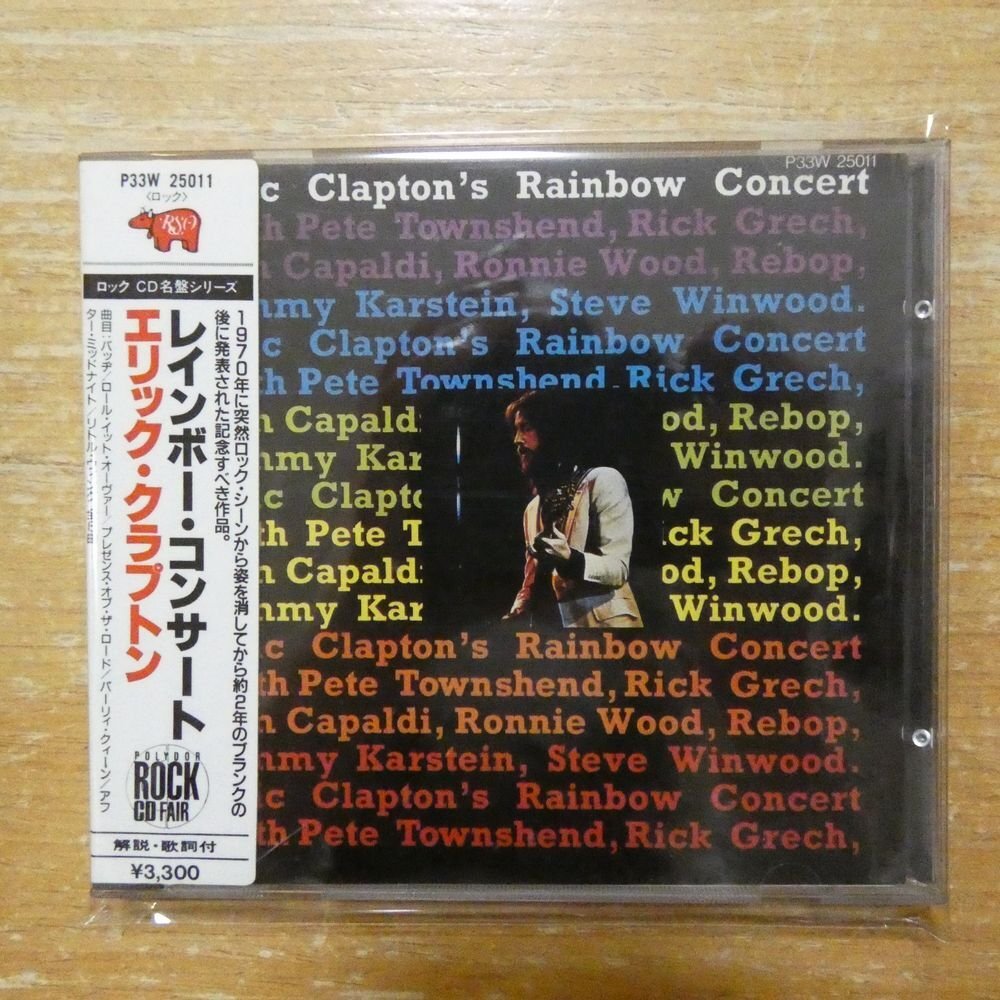 P33W 25011
〈ロック〉
RSO
ロック CD名盤シリーズ
レインボー・コンサート
エリック・クラプトン
1970年に突然ロック・シーンから姿を消してから約2年のブランクの
後に発表された記念すべき作品。
曲目：バッヂ/ロール・イット・オーヴァー/プレゼンス・オブ・ザ・ロード/パーリィ・クィーン/アフ
ター・ミッドナイト/リトル・
POLYDOR
ROCK
CD FAIR
解説・歌詞付
¥3,300
P33W 25011
c Clapton's Rainbow Concert
th Pete Townshend, Rick Grech,
n Capaldi, Ronnie Wood, Rebop,
mmy Karstein, Steve Winwood.
c Clapton's Rainbow Concert
th Pete Townshend, Rick Grech,
n Capaldi od, Rebop,
mmy Kar Winwood.
c Clapto w Concert
th Pete T ick Grech,
n Capaldi od, Rebop,
mmy Kar Winwood.
c Clapton's Rainbow Concert
th Pete Townshend, Rick Grech,
n Capaldi, Ronnie Wood, Rebop,
mmy Karstein, Steve Winwood.
c Clapton's Rainbow Concert
th Pete Townshend, Rick Grech,